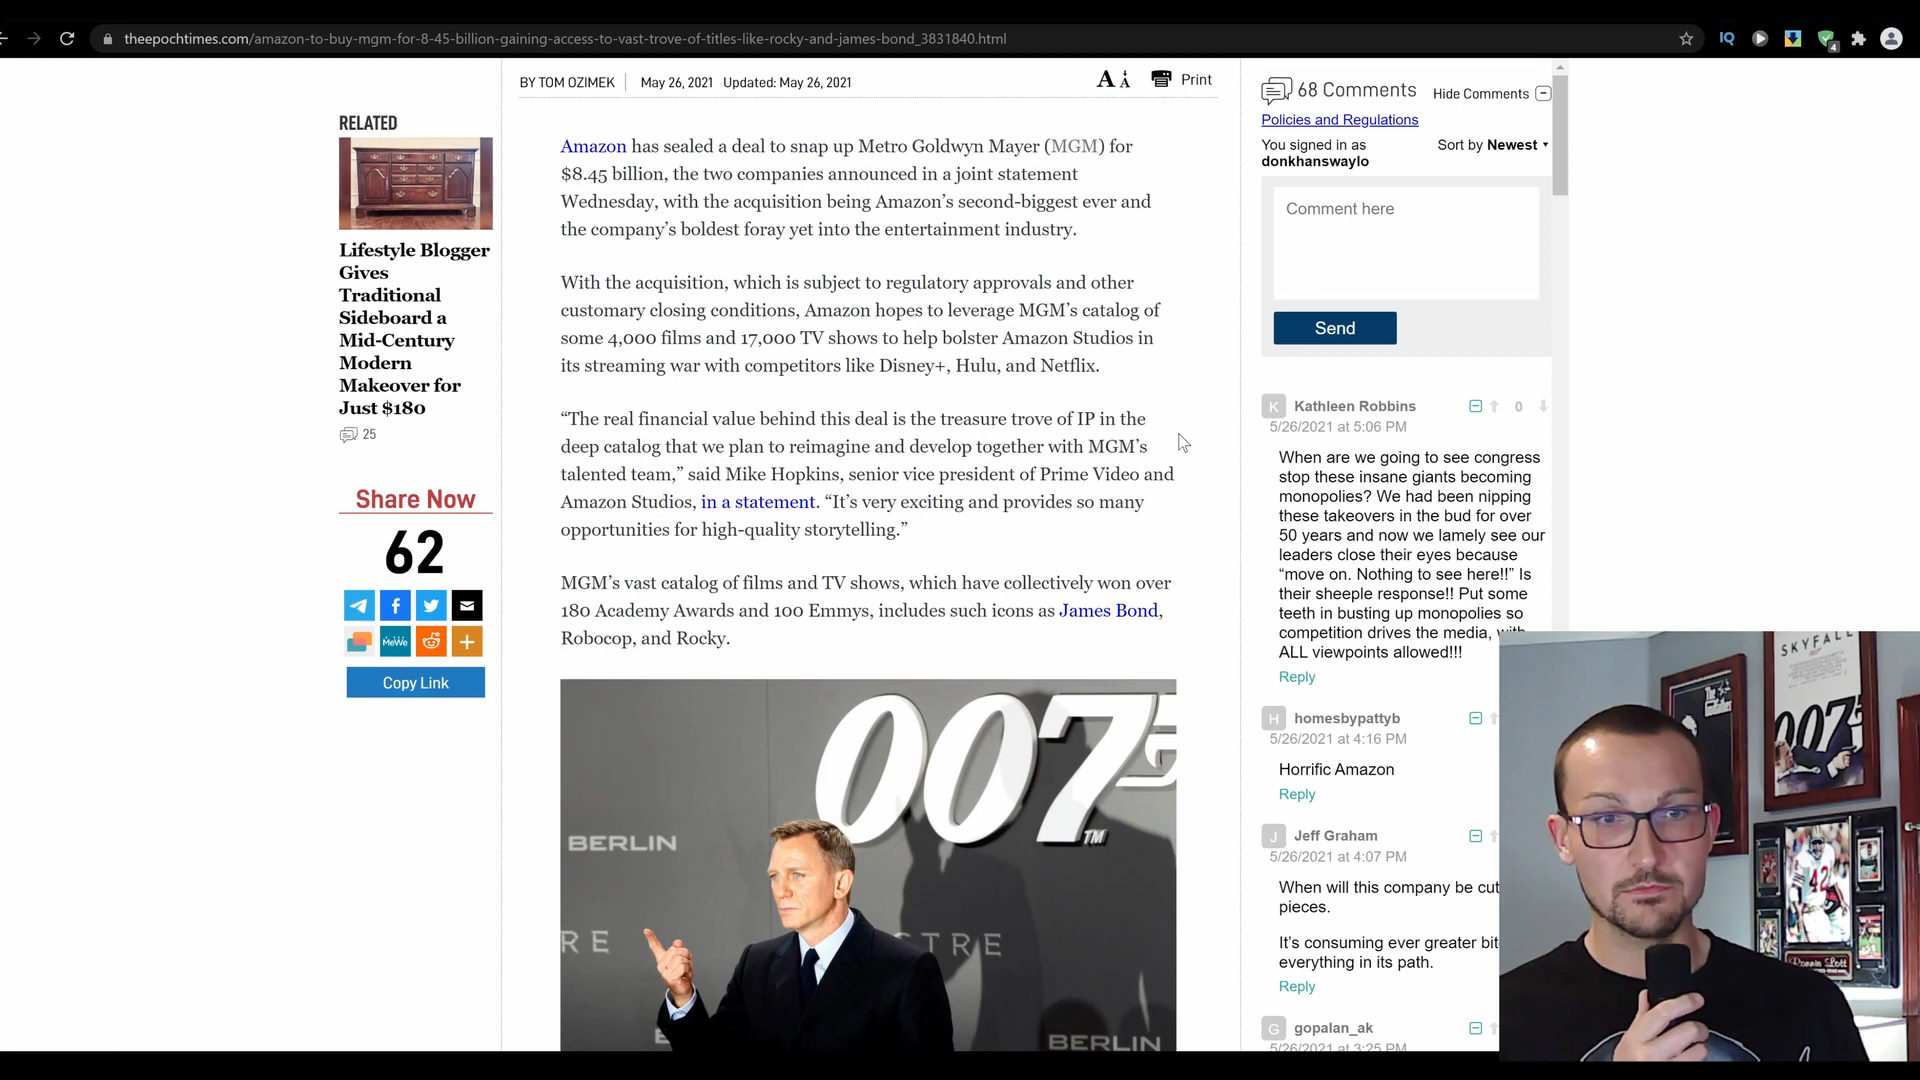 theepochtimes.com/amazon-to-buy-mgm-for-8-45-billion-gaining-access-to-vast-trove-of-titles-like-rocky-and-james-bond_3831840.html
IQ
4
BY TOM OZIMEK
May 26, 2021 Updated: May 26, 2021
A A
Print
RELATED
Lifestyle Blogger
Gives
Traditional
Sideboard a
Mid-Century
Modern
Makeover for
Just $180
25
Share Now
62
MeWe
Copy Link
Amazon has sealed a deal to snap up Metro Goldwyn Mayer (MGM) for
$8.45 billion, the two companies announced in a joint statement
Wednesday, with the acquisition being Amazon’s second-biggest ever and
the company’s boldest foray yet into the entertainment industry.
With the acquisition, which is subject to regulatory approvals and other
customary closing conditions, Amazon hopes to leverage MGM’s catalog of
some 4,000 films and 17,000 TV shows to help bolster Amazon Studios in
its streaming war with competitors like Disney+, Hulu, and Netflix.
“The real financial value behind this deal is the treasure trove of IP in the
deep catalog that we plan to reimagine and develop together with MGM’s
talented team,” said Mike Hopkins, senior vice president of Prime Video and
Amazon Studios, in a statement. “It’s very exciting and provides so many
opportunities for high-quality storytelling.”
MGM’s vast catalog of films and TV shows, which have collectively won over
180 Academy Awards and 100 Emmys, includes such icons as James Bond,
Robocop, and Rocky.
007
TM
BERLIN
RE
CTRE
BERLIN
68 Comments
Hide Comments
Policies and Regulations
You signed in as
donkhanswaylo
Sort by Newest
Comment here
Send
K Kathleen Robbins
0
5/26/2021 at 5:06 PM
When are we going to see congress
stop these insane giants becoming
monopolies? We had been nipping
these takeovers in the bud for over
50 years and now we lamely see our
leaders close their eyes because
“move on. Nothing to see here!!” Is
their sheeple response!! Put some
teeth in busting up monopolies so
competition drives the media, with
ALL viewpoints allowed!!!
Reply
H homesbypattyb
5/26/2021 at 4:16 PM
Horrific Amazon
Reply
J Jeff Graham
5/26/2021 at 4:07 PM
When will this company be cut
pieces.
It’s consuming ever greater bit
everything in its path.
Reply
G gopalan_ak
5/26/2021 at 3:25 PM
SKYFALL
007
42
Ronnie Lott